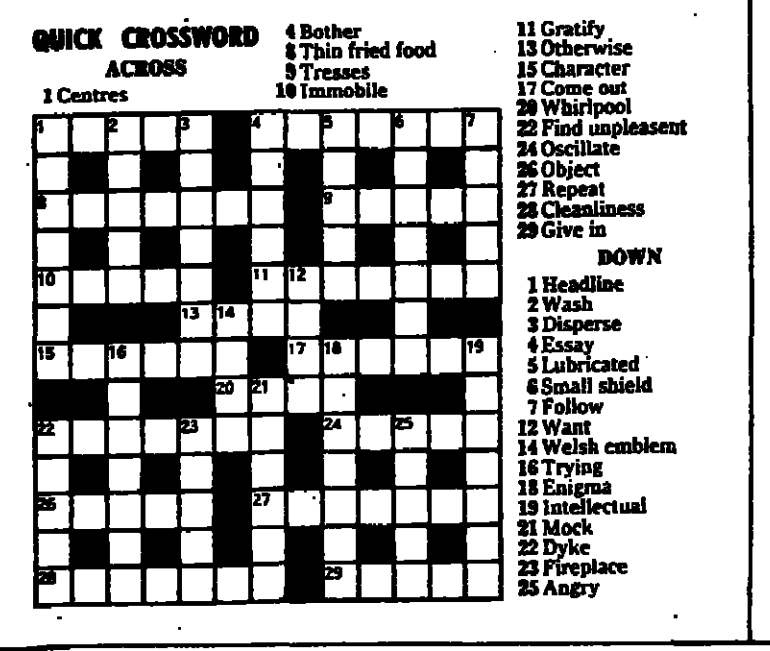 QUICK CROSSWORD
ACROSS
1 Centres
4 Bother
8 Thin fried food
9 Tresses
10 Immobile
11 Gratify
13 Otherwise
15 Character
17 Come out
20 Whirlpool
22 Find unpleasent
24 Oscillate
26 Object
27 Repeat
28 Cleanliness
29 Give in
DOWN
1 Headline
2 Wash
3 Disperse
4 Essay
5 Lubricated
6 Small shield
7 Follow
12 Want
14 Welsh emblem
16 Trying
18 Enigma
19 Intellectual
21 Mock
22 Dyke
23 Fireplace
25 Angry
1 2 3 4 5 6 7
8 9
10 11 12
13 14
15 16 17 18 19
20 21
22 23 24 25
26 27
28 29